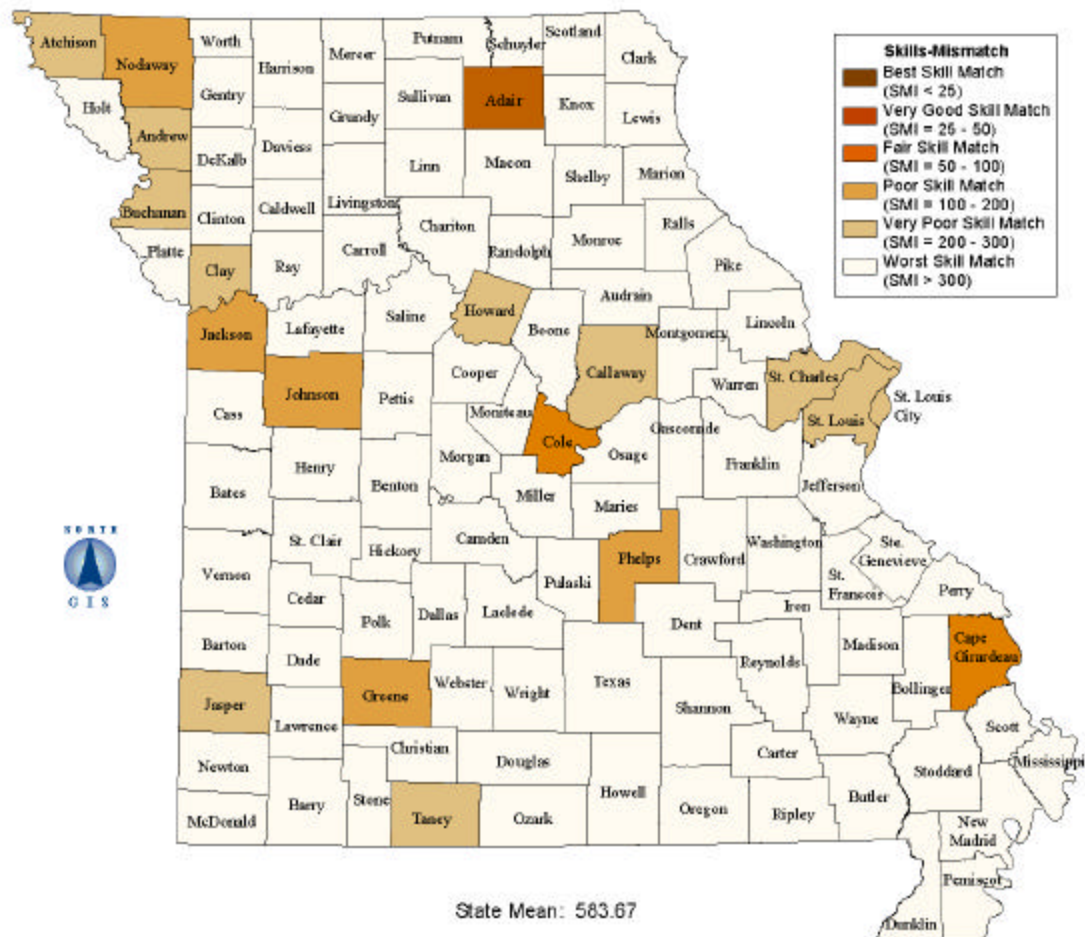 Skills-Mismatch
Best Skill Match
(SMI < 25)
Very Good Skill Match
(SMI = 25 - 50)
Fair Skill Match
(SMI = 50 - 100)
Poor Skill Match
(SMI = 100 - 200)
Very Poor Skill Match
(SMI = 200 - 300)
Worst Skill Match
(SMI > 300)
Atchison
Nodaway
Worth
Harrison
Mercer
Putnam
Schuyler
Scotland
Clark
Holt
Gentry
Grundy
Sullivan
Adair
Knox
Lewis
Andrew
DeKalb
Daviess
Linn
Macon
Shelby
Marion
Buchanan
Clinton
Caldwell
Livingston
Chariton
Randolph
Monroe
Ralls
Platte
Clay
Ray
Carroll
Pike
Jackson
Lafayette
Saline
Howard
Boone
Audrain
Montgomery
Lincoln
Cass
Johnson
Pettis
Cooper
Callaway
Warren
St. Charles
St. Louis
City
St. Louis
Moniteau
Cole
Morgan
Osage
Gasconade
Franklin
Jefferson
Bates
Henry
Benton
Miller
Maries
NORTH
GIS
Vernon
St. Clair
Hickory
Camden
Pulaski
Phelps
Crawford
Washington
Ste.
Genevieve
St.
Francois
Perry
Cedar
Polk
Dallas
Laclede
Dent
Iron
Barton
Dade
Madison
Cape
Girardeau
Jasper
Greene
Webster
Wright
Texas
Reynolds
Shannon
Bollinger
Lawrence
Wayne
Scott
Newton
Christian
Douglas
Carter
Stoddard
Mississippi
McDonald
Barry
Stone
Taney
Ozark
Howell
Oregon
Ripley
Butler
New
Madrid
Pemiscot
Dunklin
State Mean: 583.67